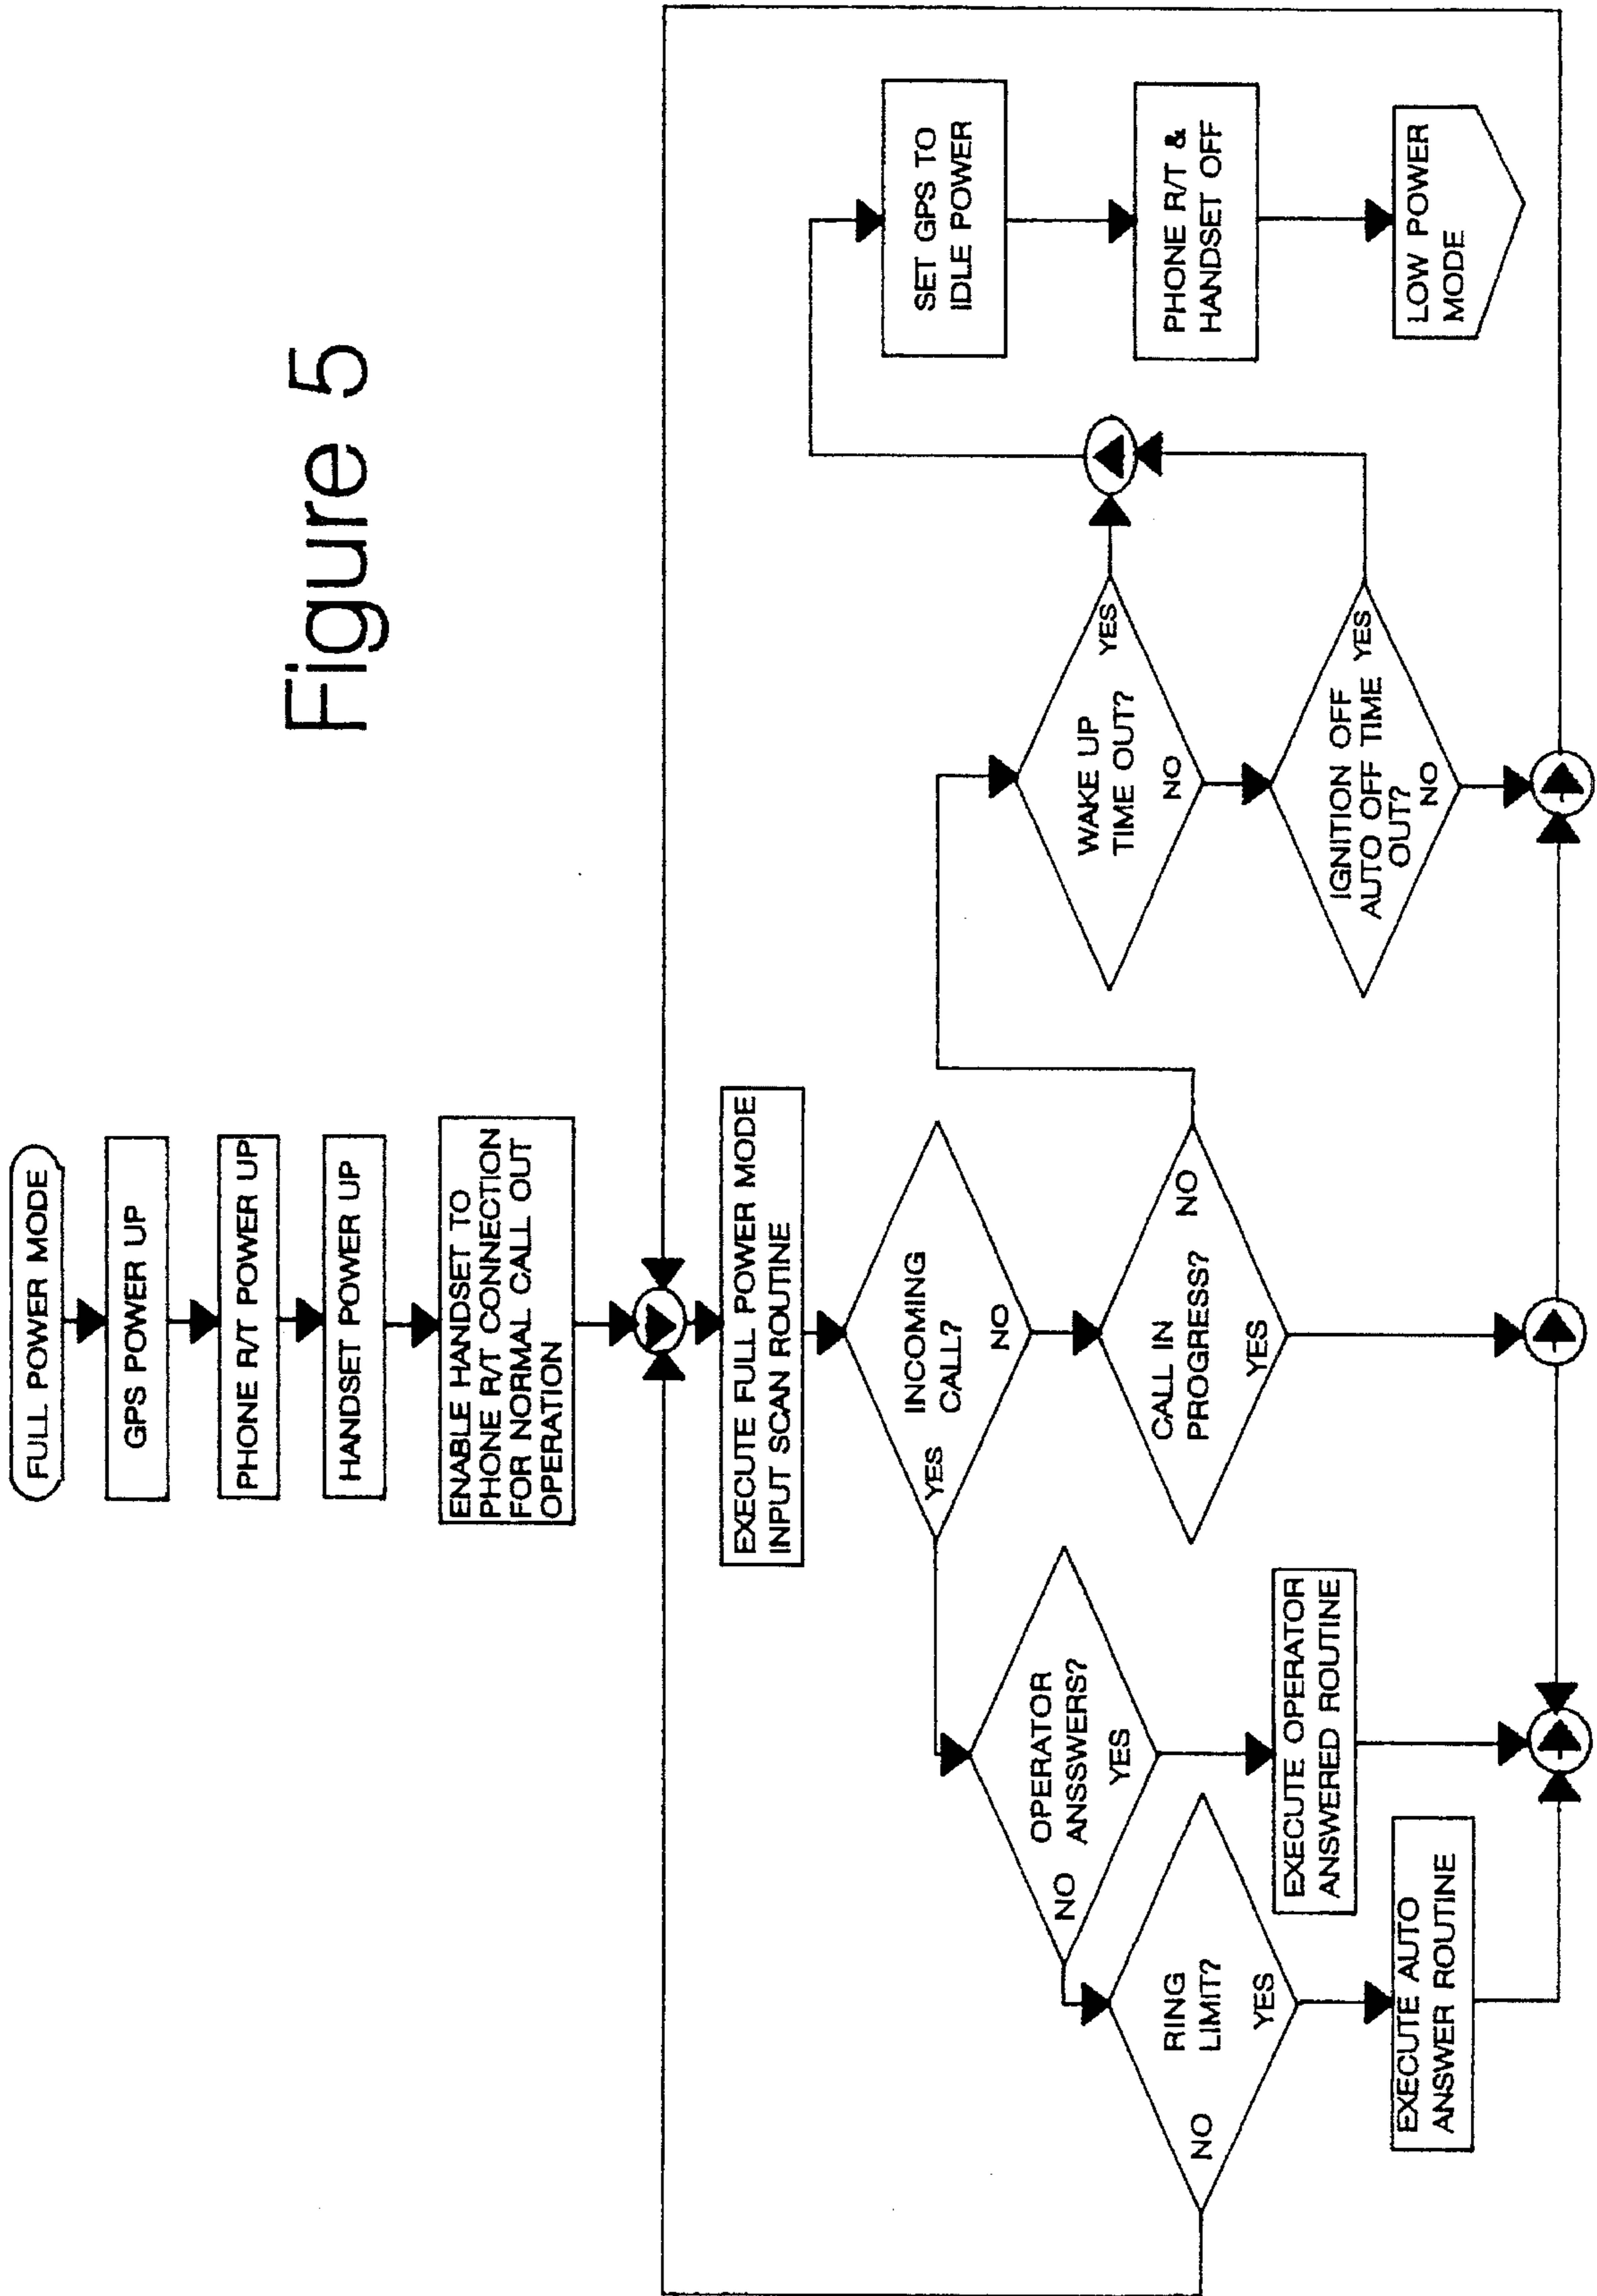 Figure 5
FULL POWER MODE
GPS POWER UP
PHONE R/T POWER UP
HANDSET POWER UP
ENABLE HANDSET TO
PHONE R/T CONNECTION
FOR NORMAL CALL OUT
OPERATION
EXECUTE FULL POWER MODE
INPUT SCAN ROUTINE
INCOMING
CALL?
YES
NO
OPERATOR
ANSSWERS?
NO
YES
RING
LIMIT?
NO
YES
EXECUTE OPERATOR
ANSWERED ROUTINE
EXECUTE AUTO
ANSWER ROUTINE
CALL IN
PROGRESS?
NO
YES
WAKE UP
TIME OUT?
YES
NO
IGNITION OFF
AUTO OFF TIME
OUT?
YES
NO
SET GPS TO
IDLE POWER
PHONE R/T &
HANDSET OFF
LOW POWER
MODE